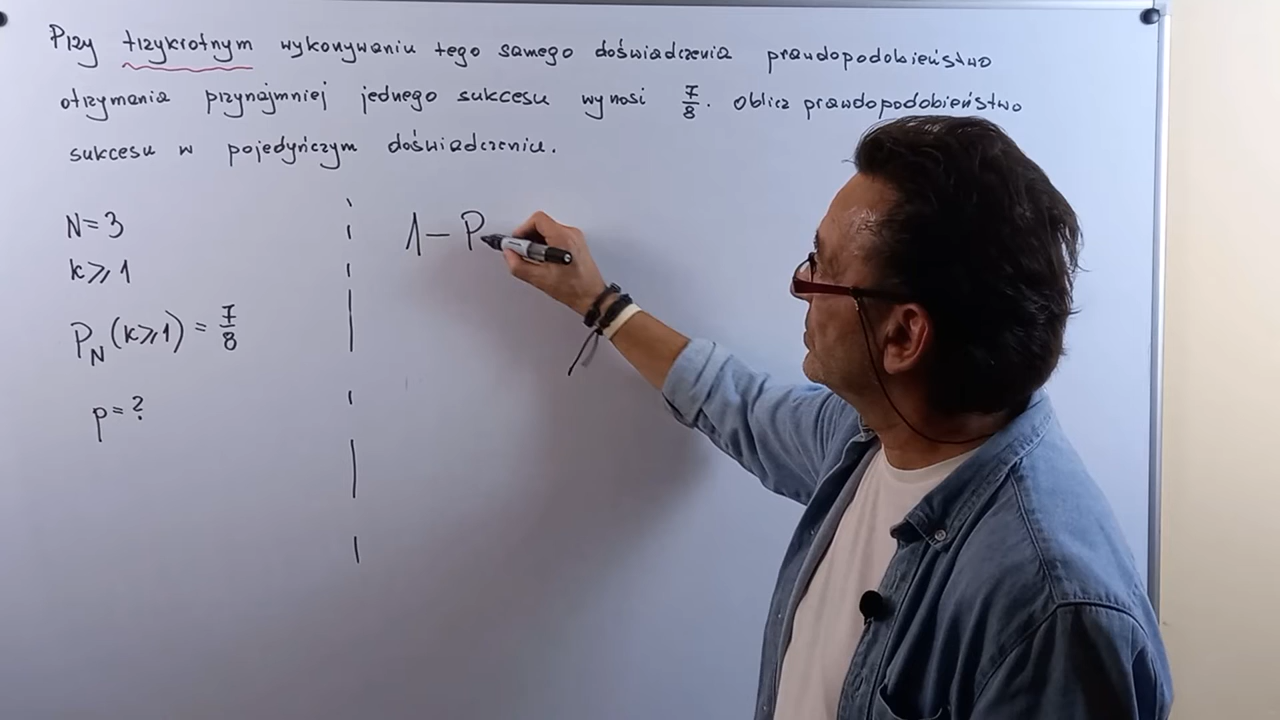 Przy trzykrotnym wykonywaniu tego samego doświadczenia prawdopodobieństwo
otrzymania przynajmniej jednego sukcesu wynosi 7/8. Oblicz prawdopodobieństwo
sukcesu w pojedyńczym doświadczeniu.
N=3
k⩾1
P_N(k⩾1) = 7/8
p=?
1-P